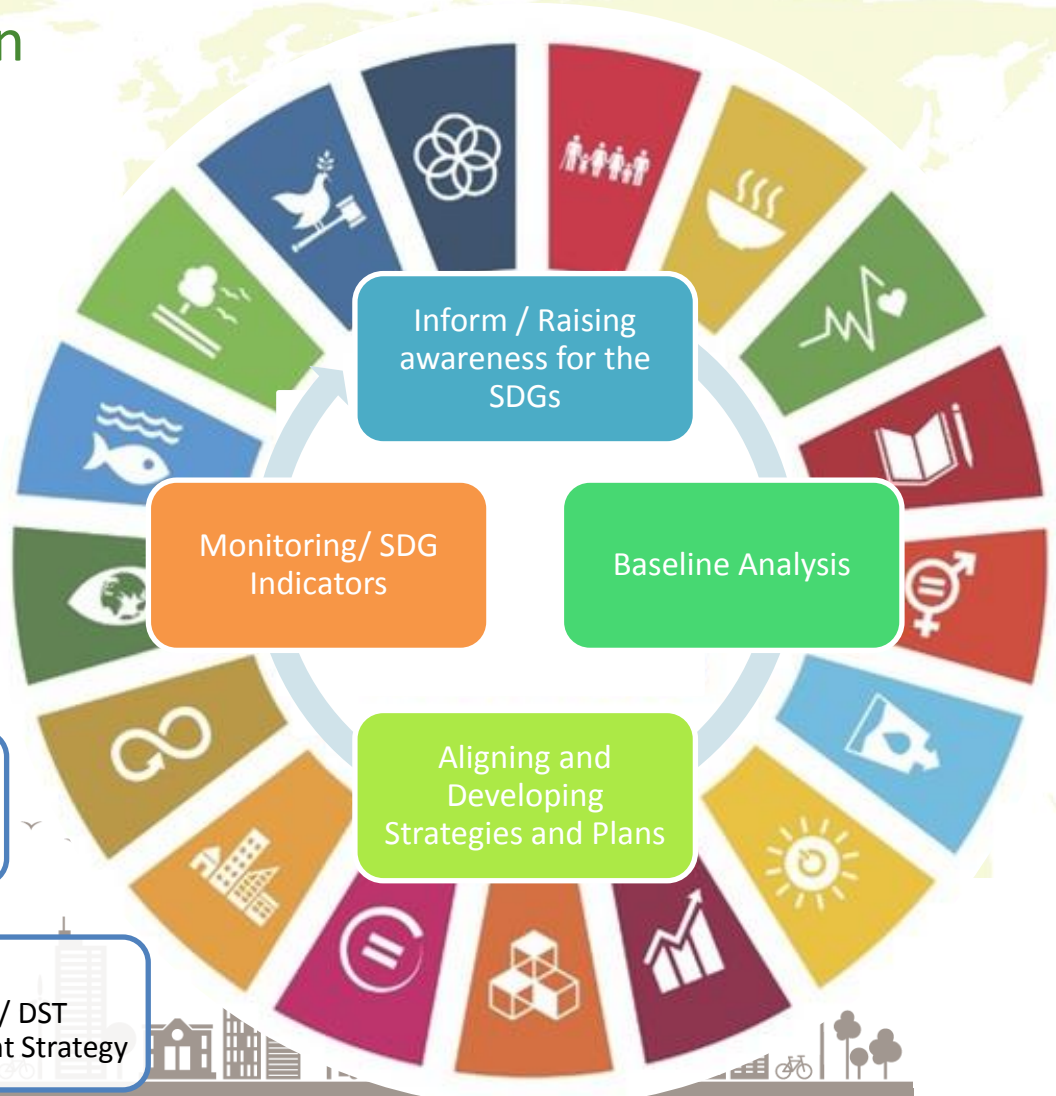 n
Inform / Raising
awareness for the
SDGs
Monitoring/ SDG
Indicators
Baseline Analysis
Aligning and
Developing
Strategies and Plans
/ DST
nt Strategy